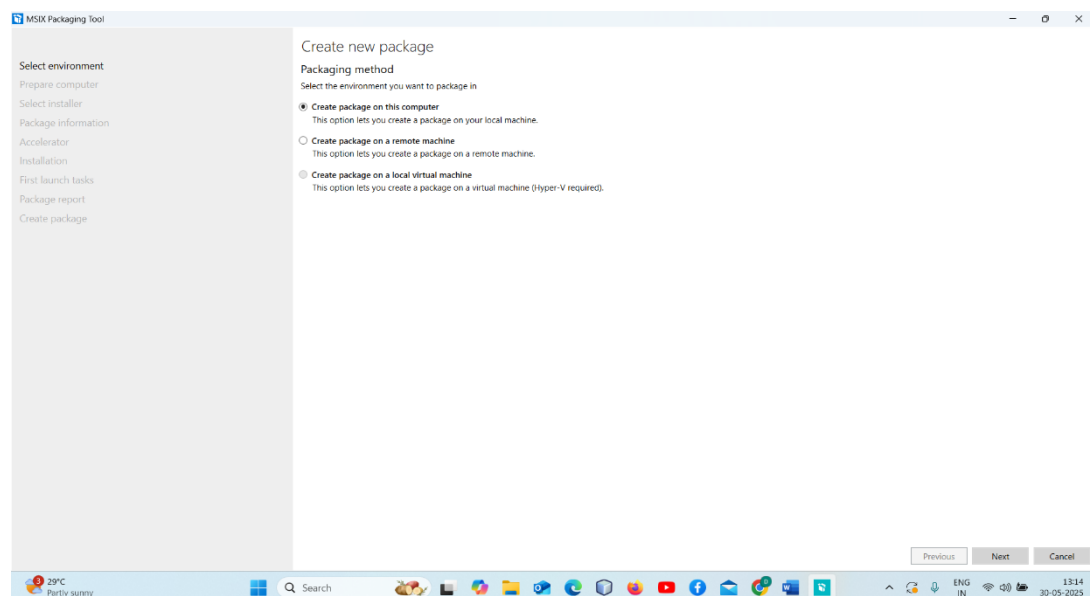 MSIX Packaging Tool
Select environment
Prepare computer
Select installer
Package information
Accelerator
Installation
First launch tasks
Package report
Create package
Create new package
Packaging method
Select the environment you want to package in
Create package on this computer
This option lets you create a package on your local machine.
Create package on a remote machine
This option lets you create a package on a remote machine.
Create package on a local virtual machine
This option lets you create a package on a virtual machine (Hyper-V required).
Previous Next Cancel
3 29°C
Partly sunny
Search
ENG
IN
13:14
30-05-2025